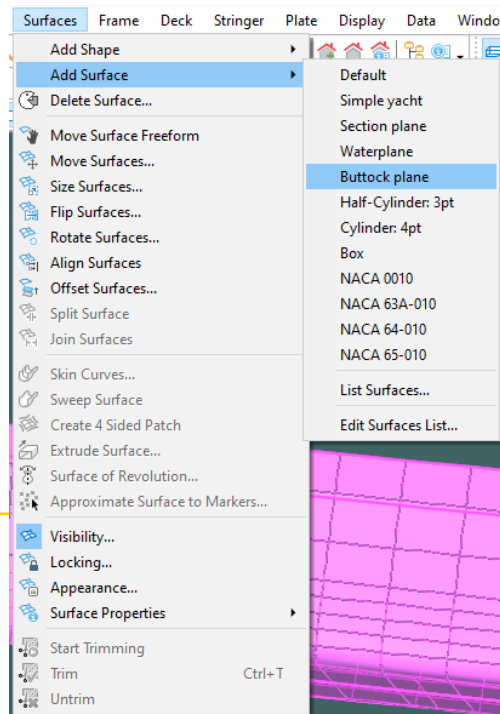 Surfaces Frame Deck Stringer Plate Display Data Windo
Add Shape
Add Surface
Delete Surface...
Move Surface Freeform
Move Surfaces...
Size Surfaces...
Flip Surfaces...
Rotate Surfaces...
Align Surfaces
Offset Surfaces...
Split Surface
Join Surfaces
Skin Curves...
Sweep Surface
Create 4 Sided Patch
Extrude Surface...
Surface of Revolution...
Approximate Surface to Markers...
Visibility...
Locking...
Appearance...
Surface Properties
Start Trimming
Trim Ctrl+T
Untrim
Default
Simple yacht
Section plane
Waterplane
Buttock plane
Half-Cylinder: 3pt
Cylinder: 4pt
Box
NACA 0010
NACA 63A-010
NACA 64-010
NACA 65-010
List Surfaces...
Edit Surfaces List...